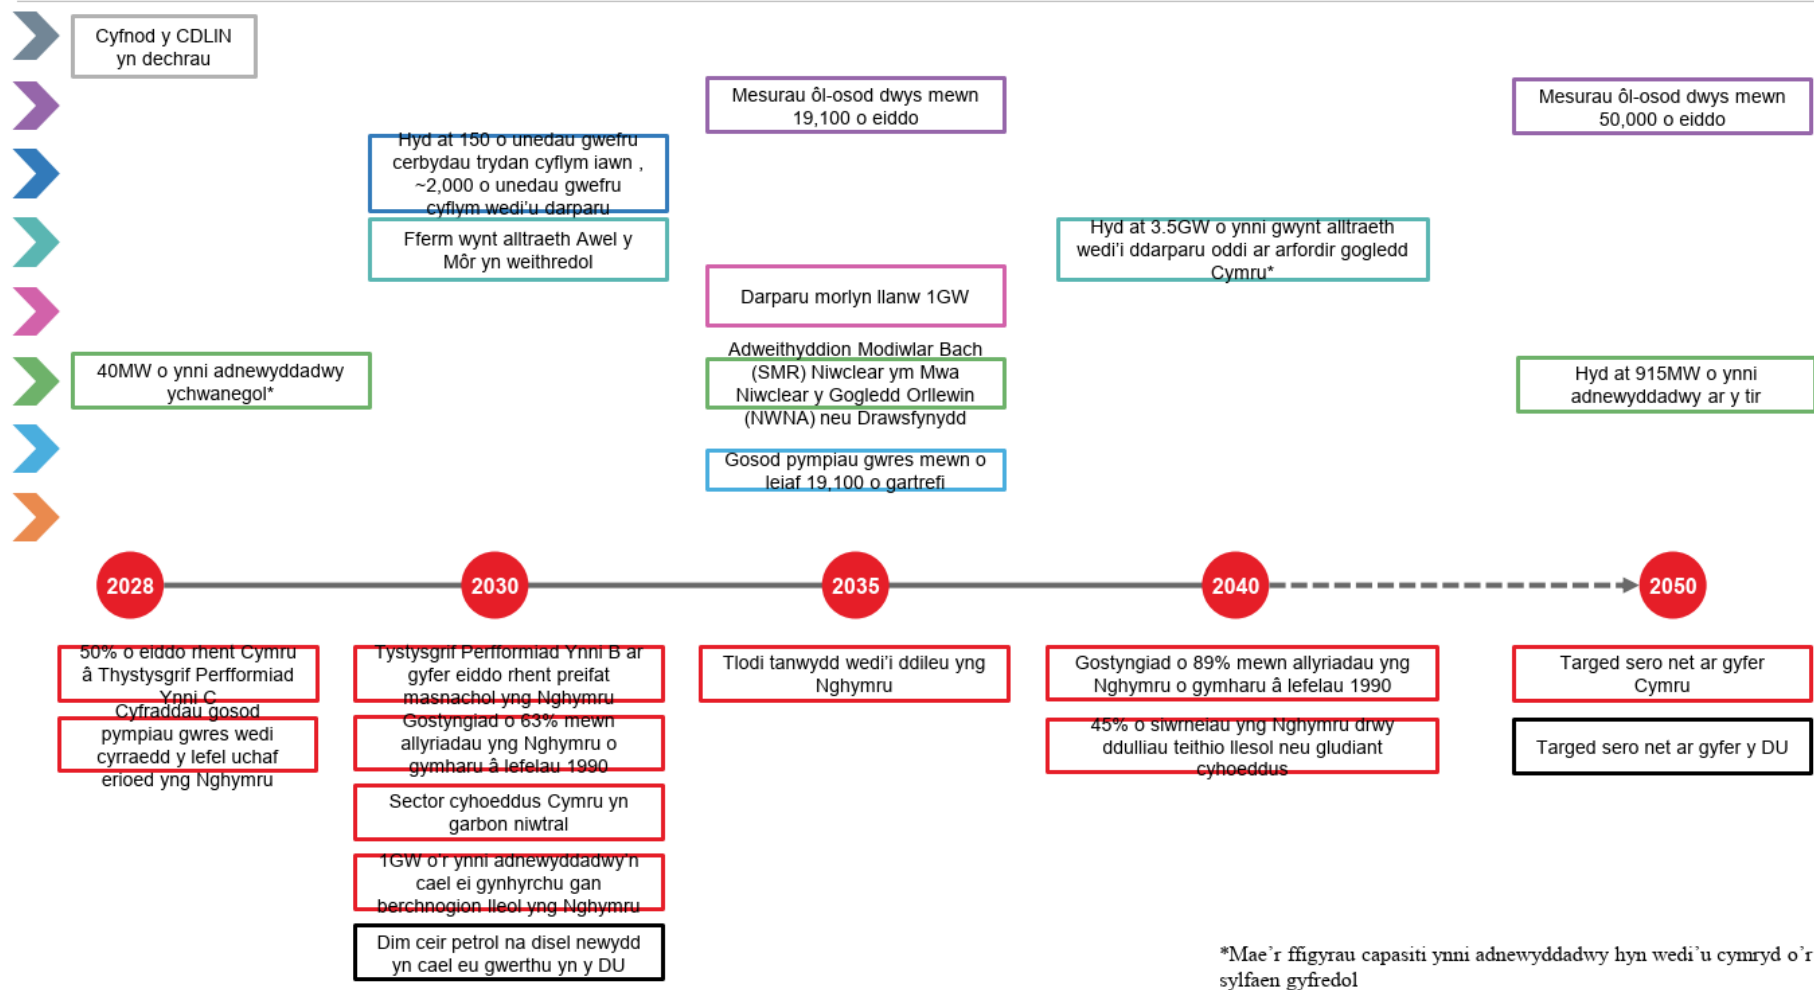 Cyfnod y CDLIN
yn dechrau
Mesurau ôl-osod dwys mewn
19,100 o eiddo
Mesurau ôl-osod dwys mewn
50,000 o eiddo
Hyd at 150 o unedau gwefru
cerbydau trydan cyflym iawn ,
~2,000 o unedau gwefru
cyflym wedi'u darparu
Fferm wynt alltraeth Awel y
Môr yn weithredol
Hyd at 3.5GW o ynni gwynt alltraeth
wedi'i ddarparu oddi ar arfordir gogledd
Cymru*
Darparu morlyn llanw 1GW
40MW o ynni adnewyddadwy
ychwanegol*
Adweithyddion Modiwlar Bach
(SMR) Niwclear ym Mwa
Niwclear y Gogledd Orllewin
(NWNA) neu Drawsfynydd
Hyd at 915MW o ynni
adnewyddadwy ar y tir
Gosod pympiau gwres mewn o
leiaf 19,100 o gartrefi
2028
2030
2035
2040
2050
50% o eiddo rhent Cymru
â Thystysgrif Perfformiad
Ynni C
Cyfraddau gosod
pympiau gwres wedi
cyrraedd y lefel uchaf
erioed yng Nghymru
Tystysgrif Perfformiad Ynni B ar
gyfer eiddo rhent preifat
masnachol yng Nghymru
Gostyngiad o 63% mewn
allyriadau yng Nghymru o
gymharu â lefelau 1990
Sector cyhoeddus Cymru yn
garbon niwtral
1GW o'r ynni adnewyddadwy'n
cael ei gynhyrchu gan
berchnogion lleol yng Nghymru
Dim ceir petrol na disel newydd
yn cael eu gwerthu yn y DU
Tlodi tanwydd wedi'i ddileu yng
Nghymru
Gostyngiad o 89% mewn allyriadau yng
Nghymru o gymharu â lefelau 1990
45% o siwrneiau yng Nghymru drwy
ddulliau teithio llesol neu gludiant
cyhoeddus
Targed sero net ar gyfer
Cymru
Targed sero net ar gyfer y DU
*Mae'r ffigyrau capasiti ynni adnewyddadwy hyn wedi'u cymryd o'r
sylfaen gyfredol